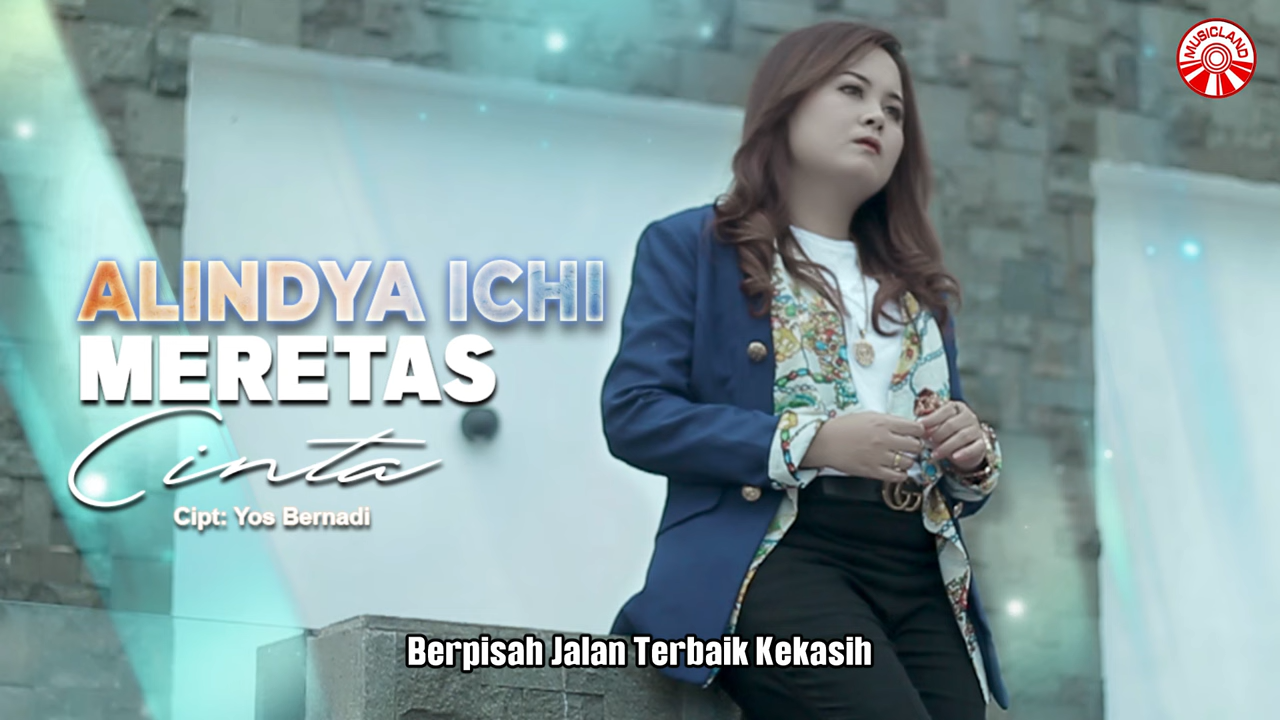 MUSICLAND
ALINDYA ICHI
MERETAS
Cinta
Cipt: Yos Bernadi
Berpisah Jalan Terbaik Kekasih